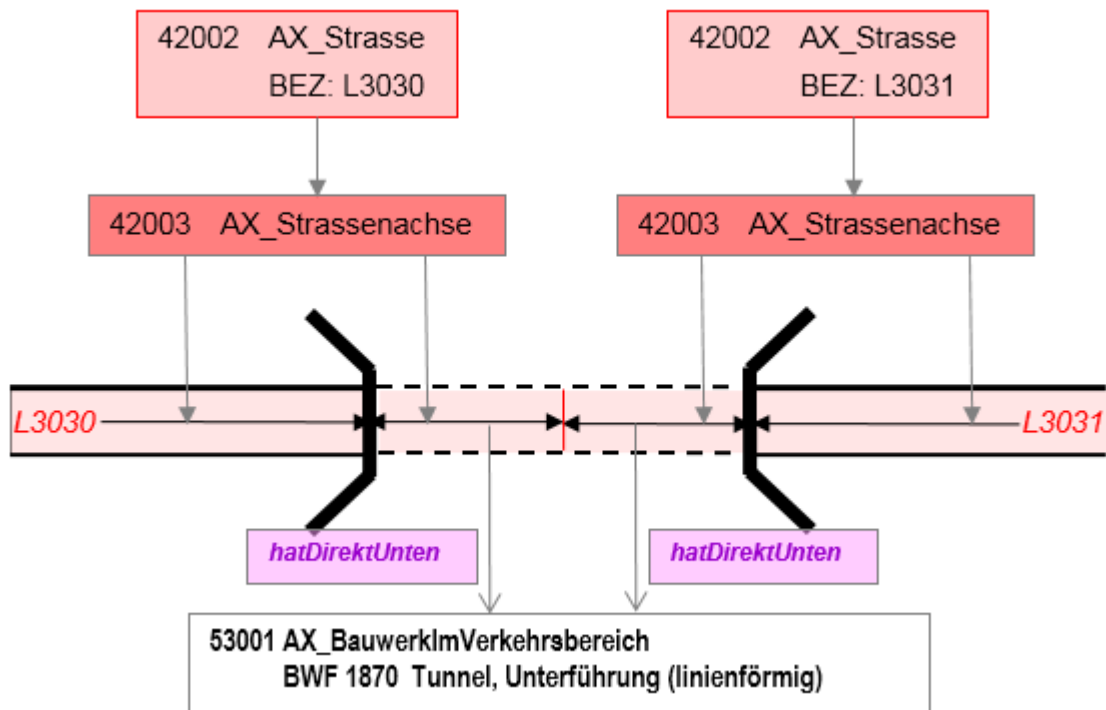 42002 AX_Strasse
BEZ: L3030
42002 AX_Strasse
BEZ: L3031
42003 AX_Strassenachse
42003 AX_Strassenachse
L3030
L3031
hatDirektUnten
hatDirektUnten
53001 AX_BauwerkImVerkehrsbereich
BWF 1870 Tunnel, Unterführung (linienförmig)